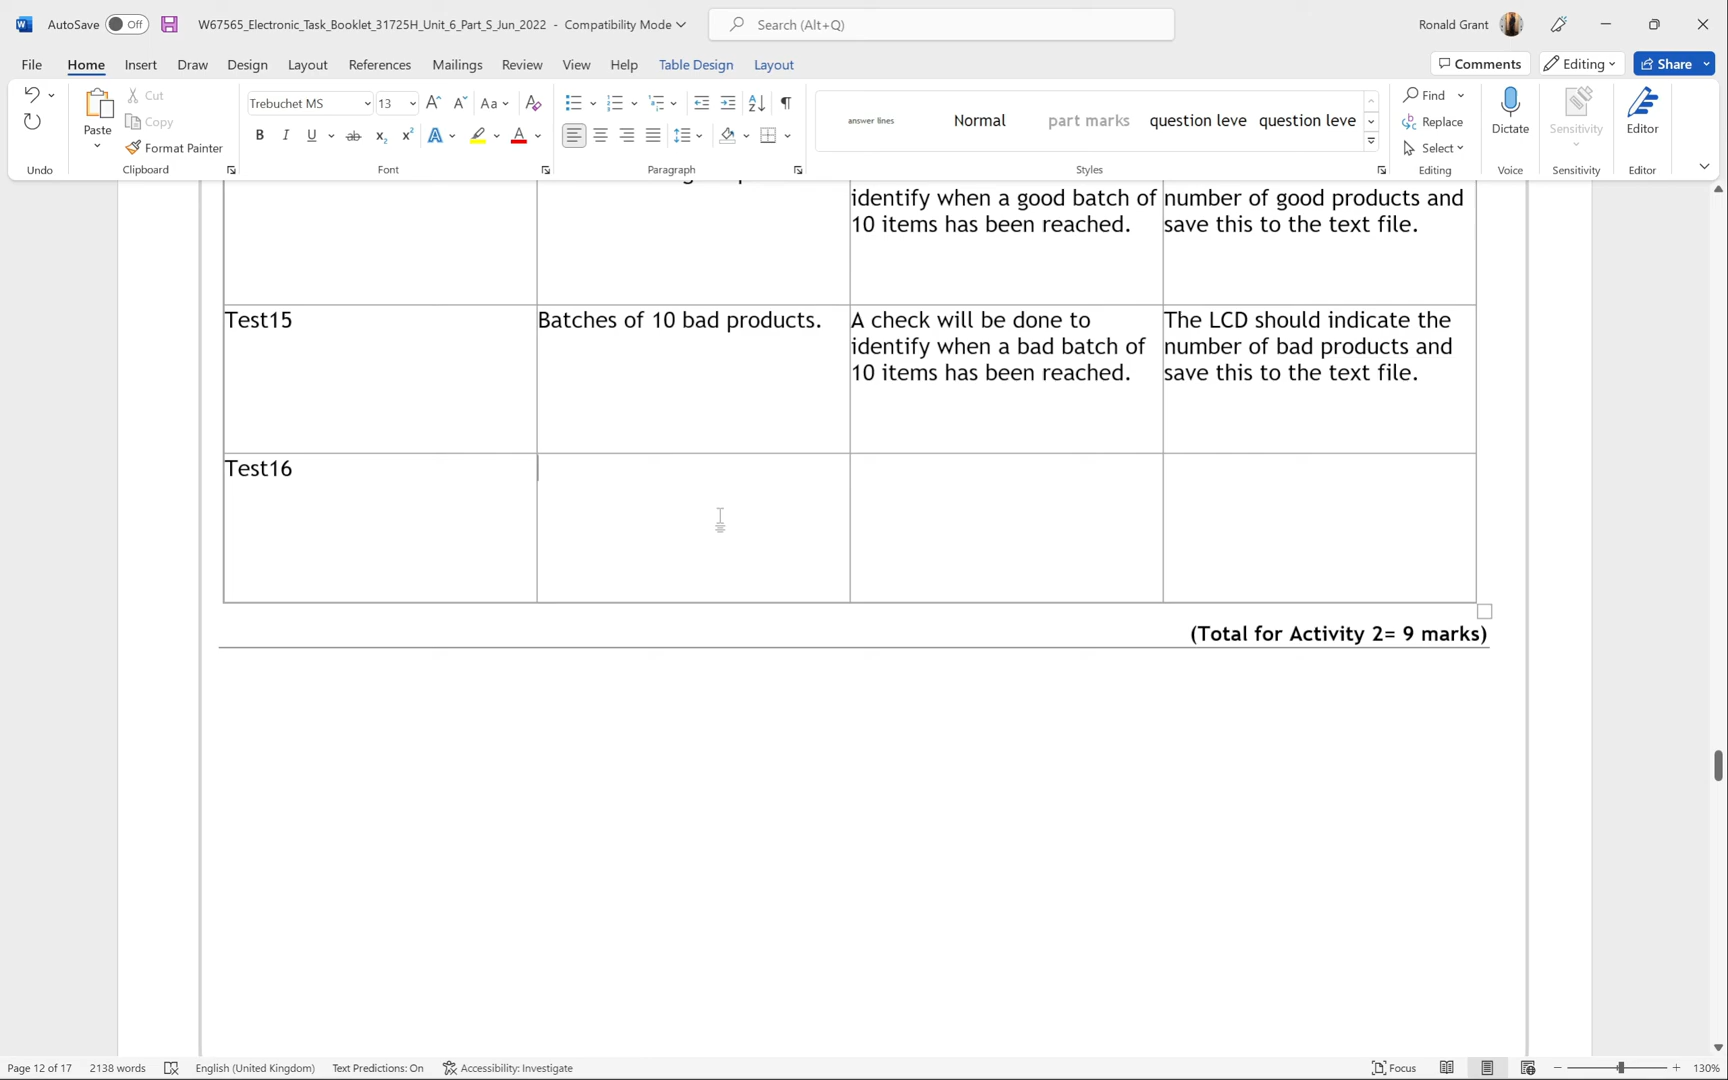 AutoSave Off W67565_Electronic_Task_Booklet_31725H_Unit_6_Part_S_Jun_2022 - Compatibility Mode Search (Alt+Q) Ronald Grant
File Home Insert Draw Design Layout References Mailings Review View Help Table Design Layout Comments Editing Share
Trebuchet MS 13 Aa
Cut
Copy
Format Painter
Paste
answer lines Normal part marks question leve question leve
Find
Replace
Select
Dictate Sensitivity Editor
Undo Clipboard Font Paragraph Styles Editing Voice Sensitivity Editor
identify when a good batch of
10 items has been reached.
number of good products and
save this to the text file.
Test15
Batches of 10 bad products.
A check will be done to
identify when a bad batch of
10 items has been reached.
The LCD should indicate the
number of bad products and
save this to the text file.
Test16
(Total for Activity 2= 9 marks)
Page 12 of 17 2138 words English (United Kingdom) Text Predictions: On Accessibility: Investigate Focus 130%